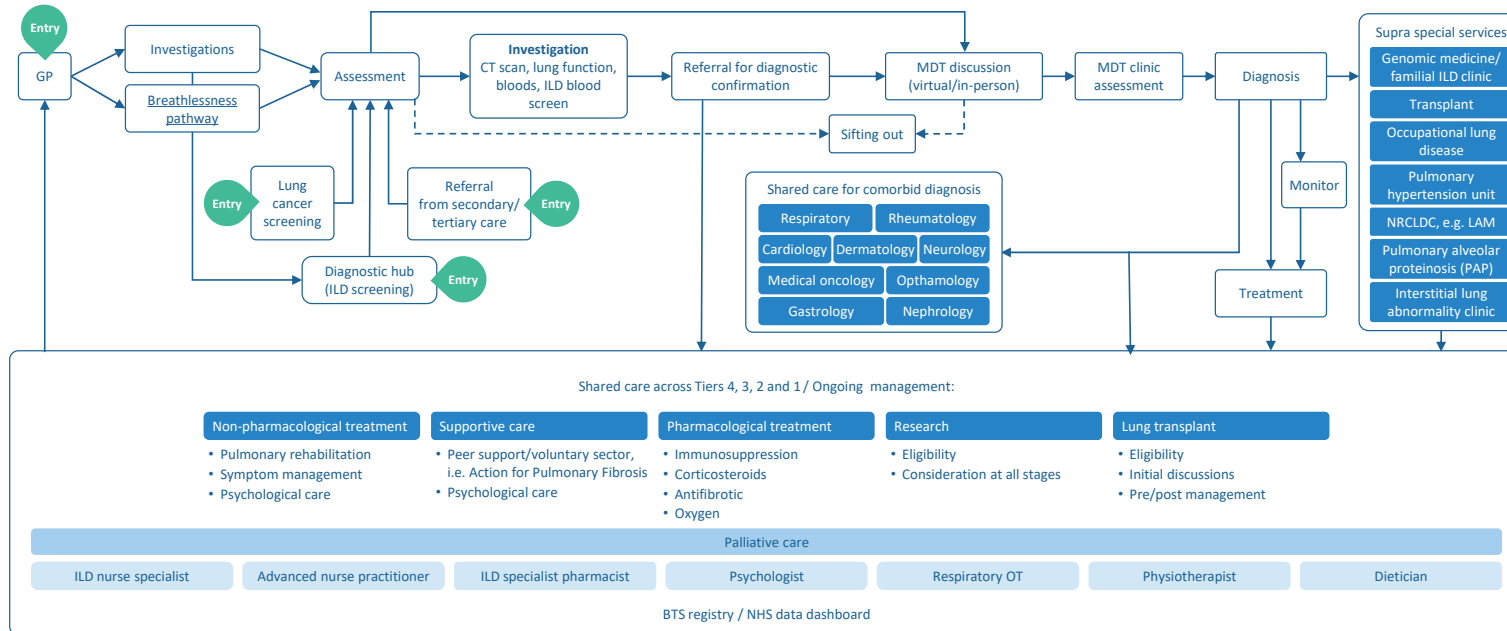 Entry
GP
Investigations
Breathlessness
pathway
Assessment
Investigation
CT scan, lung function,
bloods, ILD blood
screen
Referral for diagnostic
confirmation
MDT discussion
(virtual/in-person)
MDT clinic
assessment
Diagnosis
Sifting out
Entry
Lung
cancer
screening
Referral
from secondary/
tertiary care
Entry
Diagnostic hub
(ILD screening)
Entry
Shared care for comorbid diagnosis
Respiratory
Rheumatology
Cardiology
Dermatology
Neurology
Medical oncology
Opthamology
Gastrology
Nephrology
Monitor
Treatment
Supra special services
Genomic medicine/
familial ILD clinic
Transplant
Occupational lung
disease
Pulmonary
hypertension unit
NRCLDC, e.g. LAM
Pulmonary alveolar
proteinosis (PAP)
Interstitial lung
abnormality clinic
Shared care across Tiers 4, 3, 2 and 1 / Ongoing management:
Non-pharmacological treatment
• Pulmonary rehabilitation
• Symptom management
• Psychological care
Supportive care
• Peer support/voluntary sector,
i.e. Action for Pulmonary Fibrosis
• Psychological care
Pharmacological treatment
• Immunosuppression
• Corticosteroids
• Antifibrotic
• Oxygen
Research
• Eligibility
• Consideration at all stages
Lung transplant
• Eligibility
• Initial discussions
• Pre/post management
Palliative care
ILD nurse specialist
Advanced nurse practitioner
ILD specialist pharmacist
Psychologist
Respiratory OT
Physiotherapist
Dietician
BTS registry / NHS data dashboard